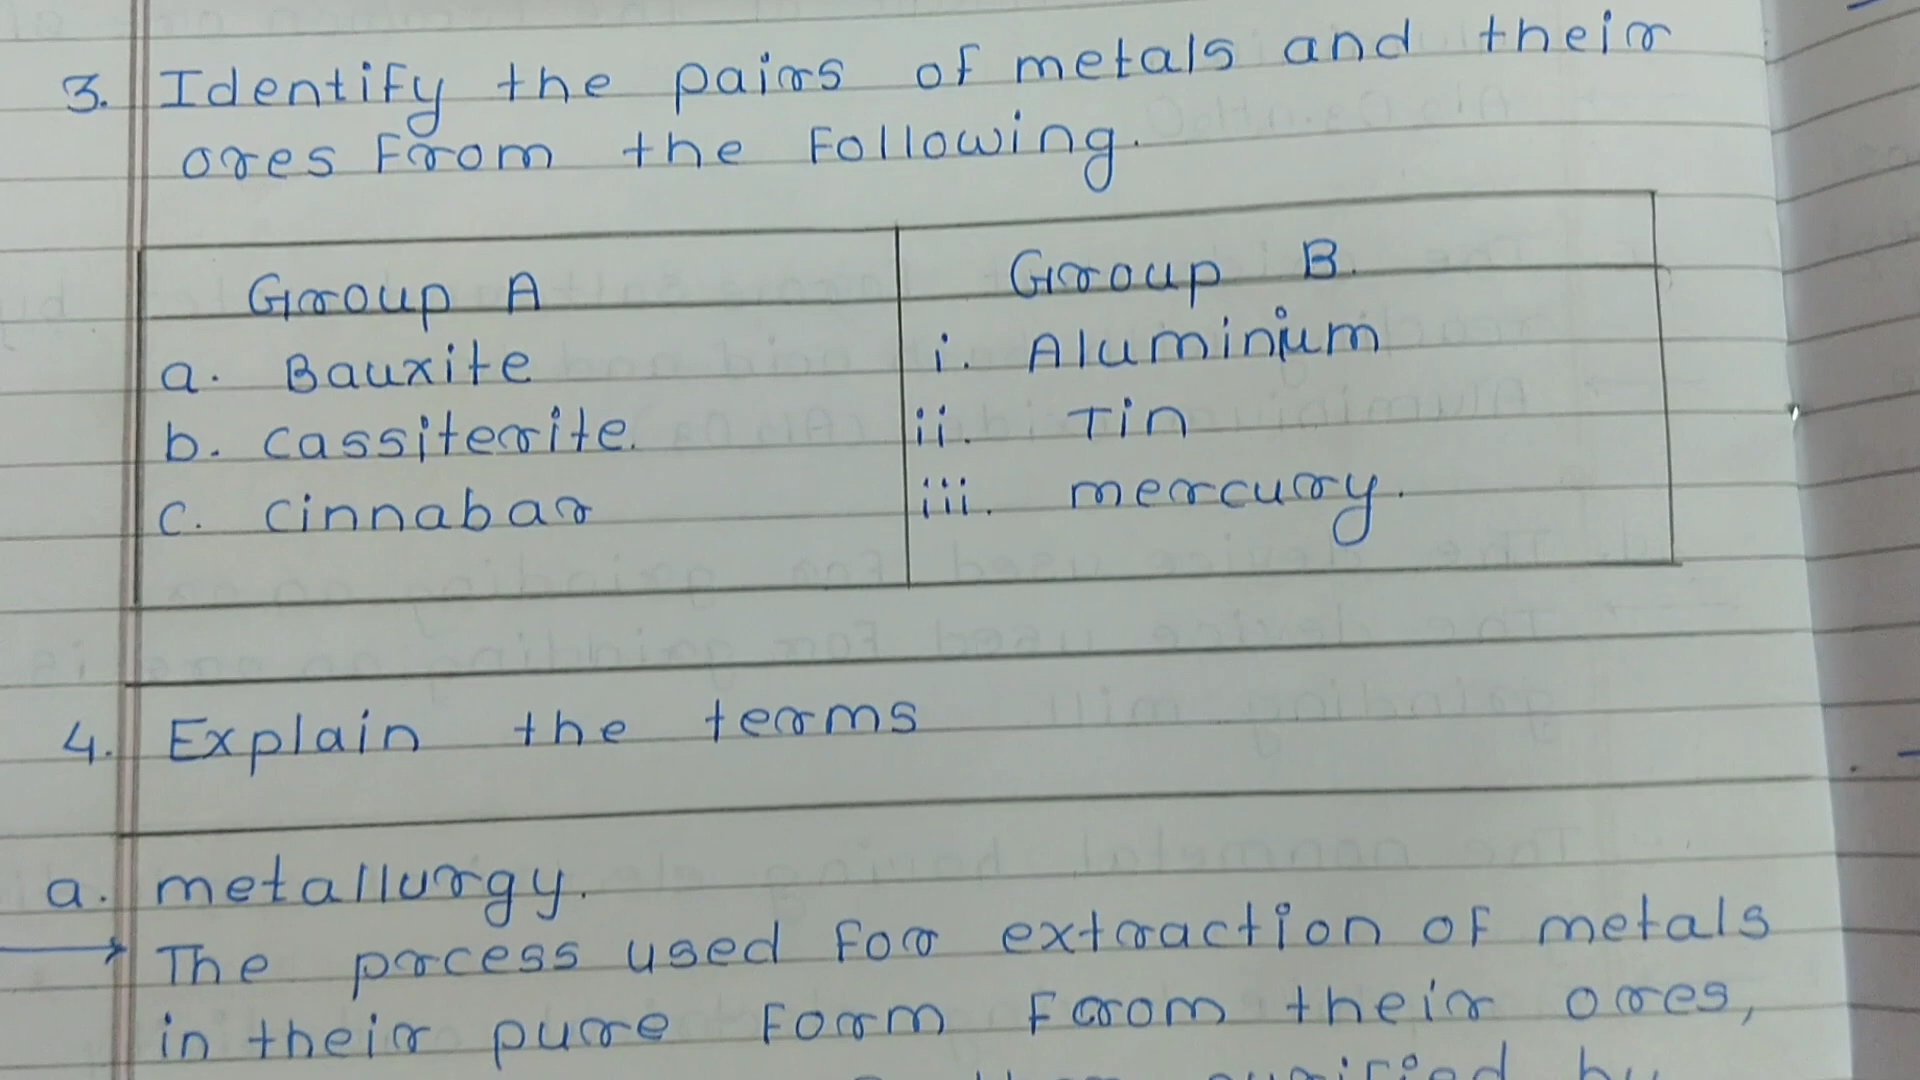 3. Identify the pairs of metals and their
ores from the following.
Group A
Group B.
a. Bauxite
i. Aluminium
b. cassiterite.
ii. Tin
c. cinnabar
iii. mercury.
4. Explain the terms
a. metallurgy.
→ The prcess used for extraction of metals
in their pure form from their ores,
by